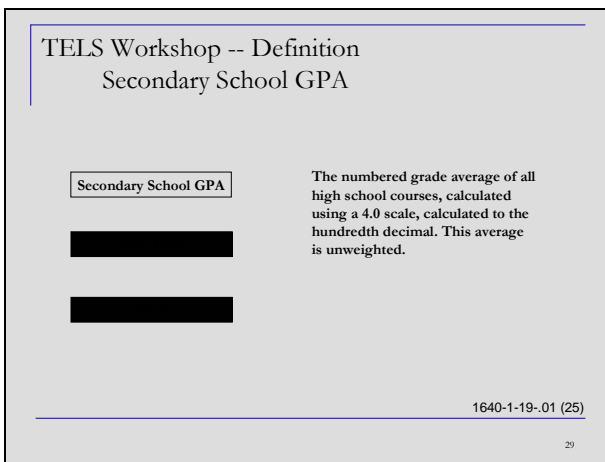 TELS Workshop -- Definition
Secondary School GPA
Secondary School GPA
The numbered grade average of all
high school courses, calculated
using a 4.0 scale, calculated to the
hundredth decimal. This average
is unweighted.
1640-1-19-.01 (25)
29